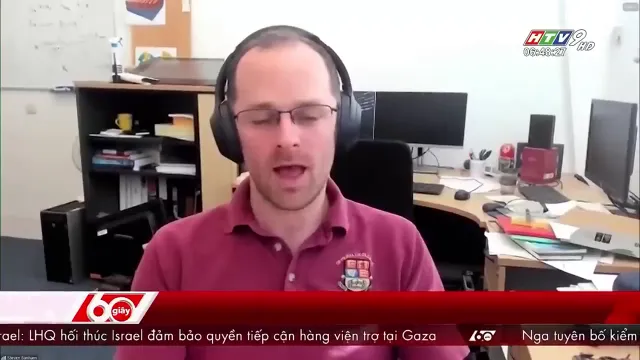 HTV9 HD
06:48:27
60 giây
rael: LHQ hối thúc Israel đảm bảo quyền tiếp cận hàng viện trợ tại Gaza 60 Nga tuyên bố kiểm